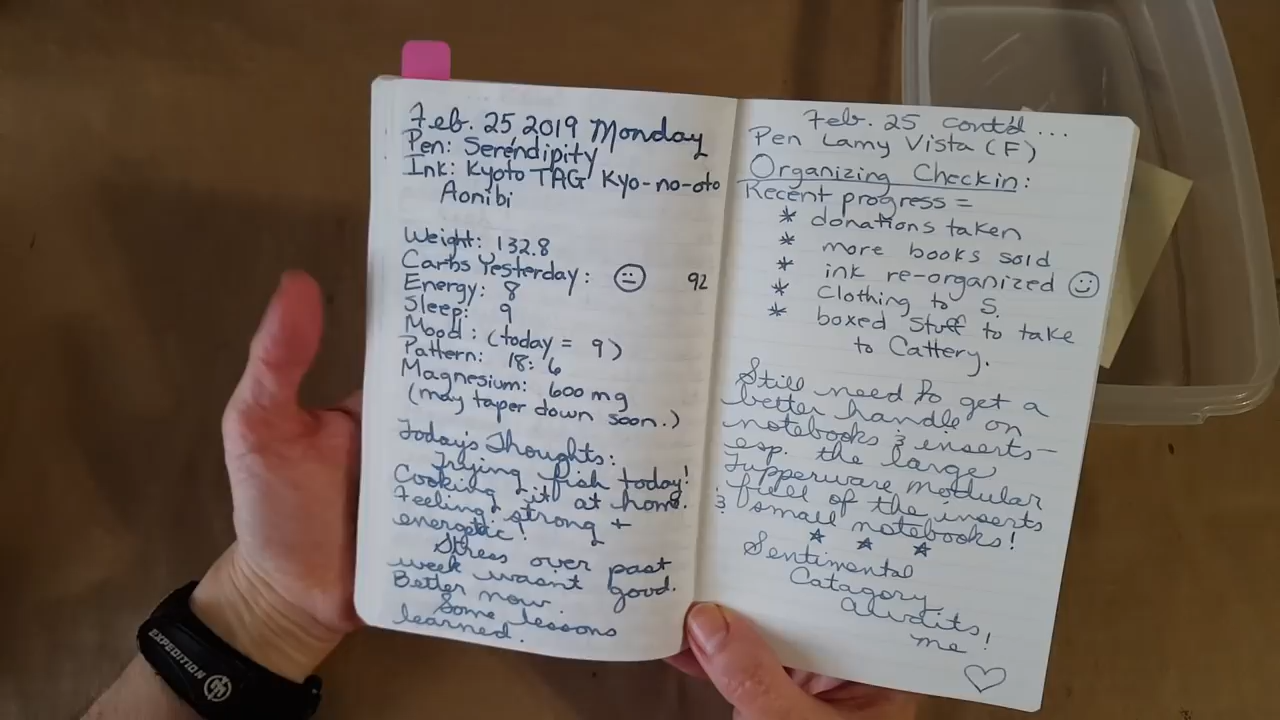 Feb. 25 2019 Monday
Pen: Serendipity
Ink: Kyoto TAG Kyo-no-oto
Aonibi
Weight: 132.8
Carbs Yesterday: 😐 92
Energy: 8
Sleep: 9
Mood: (today = 9)
Pattern: 18:6
Magnesium: 600 mg
(may taper down soon.)
Today's Thoughts:
Trying fish today!
Cooking it at home.
Feeling strong +
energetic!
Stress over past
week wasn't good.
Better now.
Some lessons
learned.
Feb. 25 cont'd...
Pen Lamy Vista (F)
Organizing Checkin:
Recent progress =
* donations taken
* more books sold
* ink re-organized ☺
* Clothing to S.
* boxed stuff to take
to Cattery.
Still need to get a
better handle on
notebooks & inserts—
esp. the large
Tupperware modular
full of the inserts
& small notebooks!
☆ ☆ ☆
Sentimental
Catagory
awaits
me!
♡
EXPEDITION